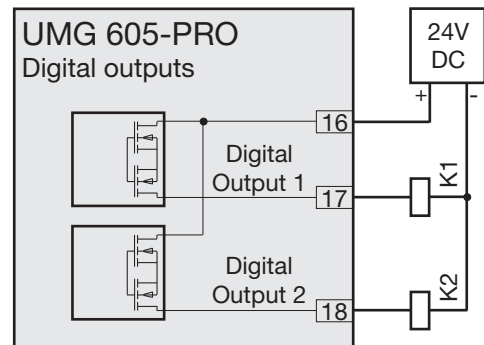 UMG 605-PRO
Digital outputs
24V
DC
+
-
16
Digital
Output 1
17
K1
Digital
Output 2
18
K2